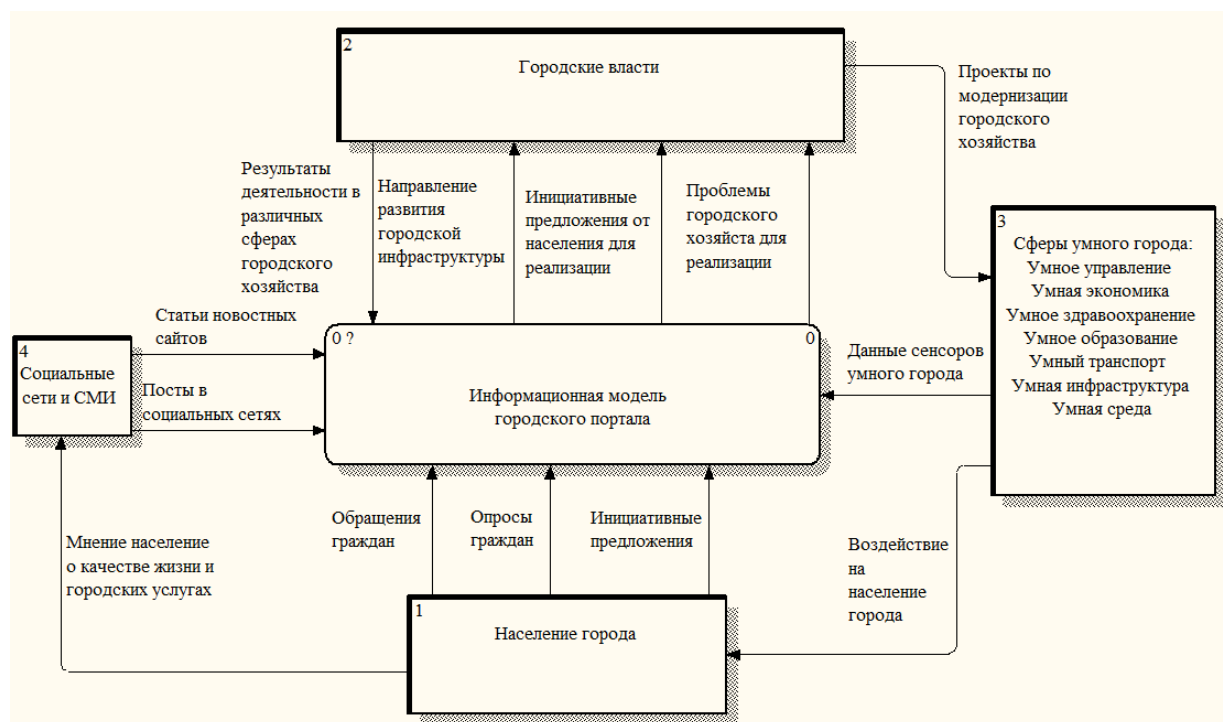 2
Городские власти
Проекты по
модернизации
городского
хозяйства
Результаты
деятельности в
различных
сферах
городского
хозяйства
Направление
развития
городской
инфраструктуры
Инициативные
предложения от
населения для
реализации
Проблемы
городского
хозяйста для
реализации
3
Сферы умного города:
Умное управление
Умная экономика
Умное здравоохранение
Умное образование
Умный транспорт
Умная инфраструктура
Умная среда
Статьи новостных
сайтов
4
Социальные
сети и СМИ
Посты в
социальных сетях
0 ?
0
Информационная модель
городского портала
Данные сенсоров
умного города
Обращения
граждан
Опросы
граждан
Инициативные
предложения
Мнение население
о качестве жизни и
городских услугах
Воздействие
на
население
города
1
Население города